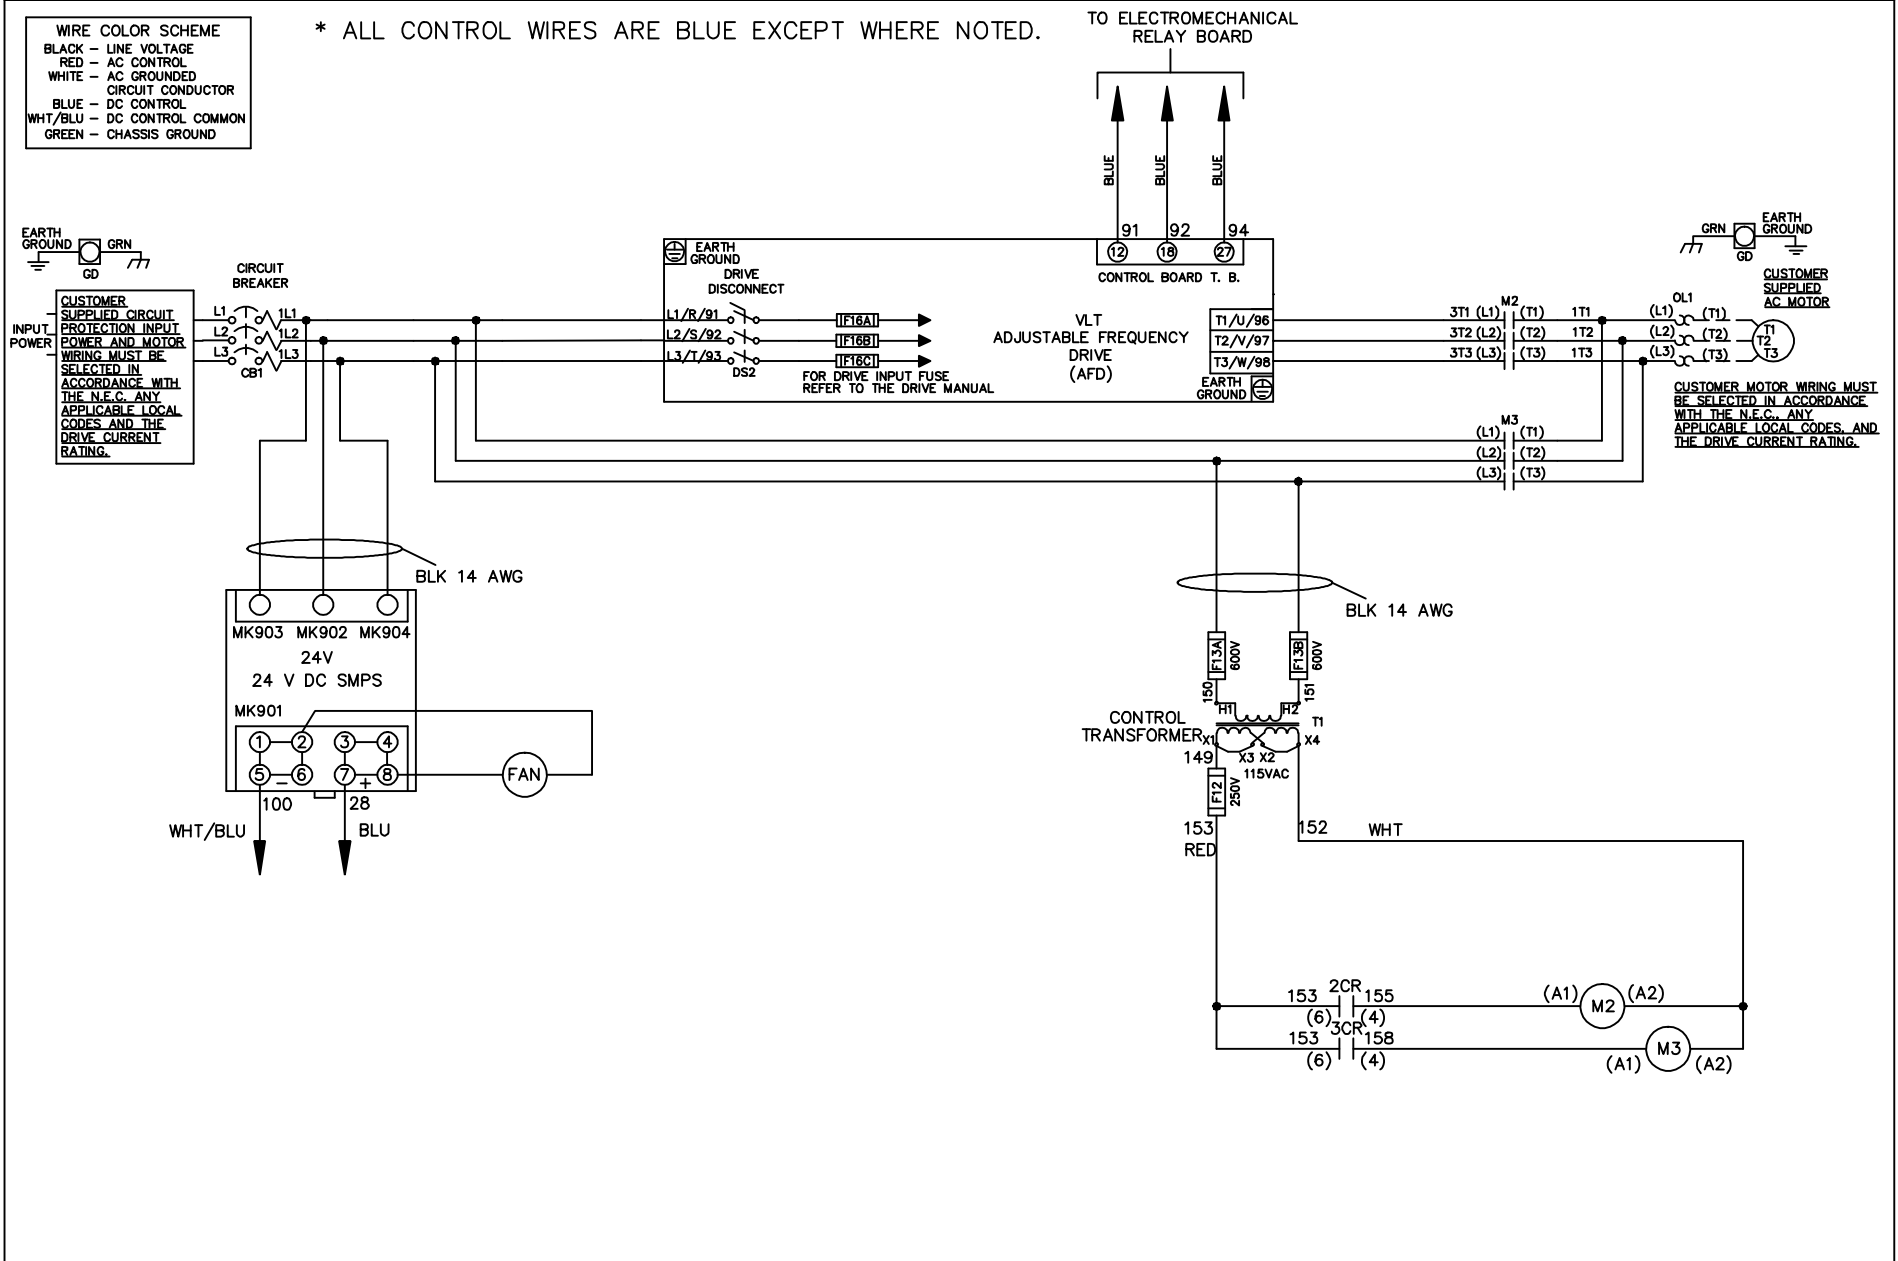 WIRE COLOR SCHEME
BLACK – LINE VOLTAGE
RED – AC CONTROL
WHITE – AC GROUNDED
CIRCUIT CONDUCTOR
BLUE – DC CONTROL
WHT/BLU – DC CONTROL COMMON
GREEN – CHASSIS GROUND
* ALL CONTROL WIRES ARE BLUE EXCEPT WHERE NOTED.
TO ELECTROMECHANICAL
RELAY BOARD
BLUE
BLUE
BLUE
91 92 94
12 18 27
CONTROL BOARD T. B.
EARTH
GROUND
GRN
GD
CIRCUIT
BREAKER
INPUT
POWER
CUSTOMER
SUPPLIED CIRCUIT
PROTECTION INPUT
POWER AND MOTOR
WIRING MUST BE
SELECTED IN
ACCORDANCE WITH
THE N.E.C. ANY
APPLICABLE LOCAL
CODES AND THE
DRIVE CURRENT
RATING.
L1 1L1
L2 1L2
L3 1L3
CB1
EARTH
GROUND
DRIVE
DISCONNECT
L1/R/91
L2/S/92
L3/T/93
DS2
F16A
F16B
F16C
FOR DRIVE INPUT FUSE
REFER TO THE DRIVE MANUAL
VLT
ADJUSTABLE FREQUENCY
DRIVE
(AFD)
T1/U/96
T2/V/97
T3/W/98
EARTH
GROUND
M2
3T1 (L1) (T1) 1T1
3T2 (L2) (T2) 1T2
3T3 (L3) (T3) 1T3
M3
(L1) (T1)
(L2) (T2)
(L3) (T3)
GRN
GD
EARTH
GROUND
CUSTOMER
SUPPLIED
AC MOTOR
OL1
(L1) (T1)
(L2) (T2)
(L3) (T3)
T1
T2
T3
CUSTOMER MOTOR WIRING MUST
BE SELECTED IN ACCORDANCE
WITH THE N.E.C., ANY
APPLICABLE LOCAL CODES, AND
THE DRIVE CURRENT RATING.
BLK 14 AWG
MK903 MK902 MK904
24V
24 V DC SMPS
MK901
1 2 3 4
5 – 6 7 + 8
FAN
100 28
WHT/BLU BLU
BLK 14 AWG
F13A 600V
F13B 600V
150 151
H1 H2
T1
CONTROL
TRANSFORMER
X1 X3 X2 X4
149
115VAC
F12 250V
153
RED
152 WHT
153 2CR 155 (A1) M2 (A2)
(6) (4)
153 3CR 158 M3
(6) (4) (A1) (A2)